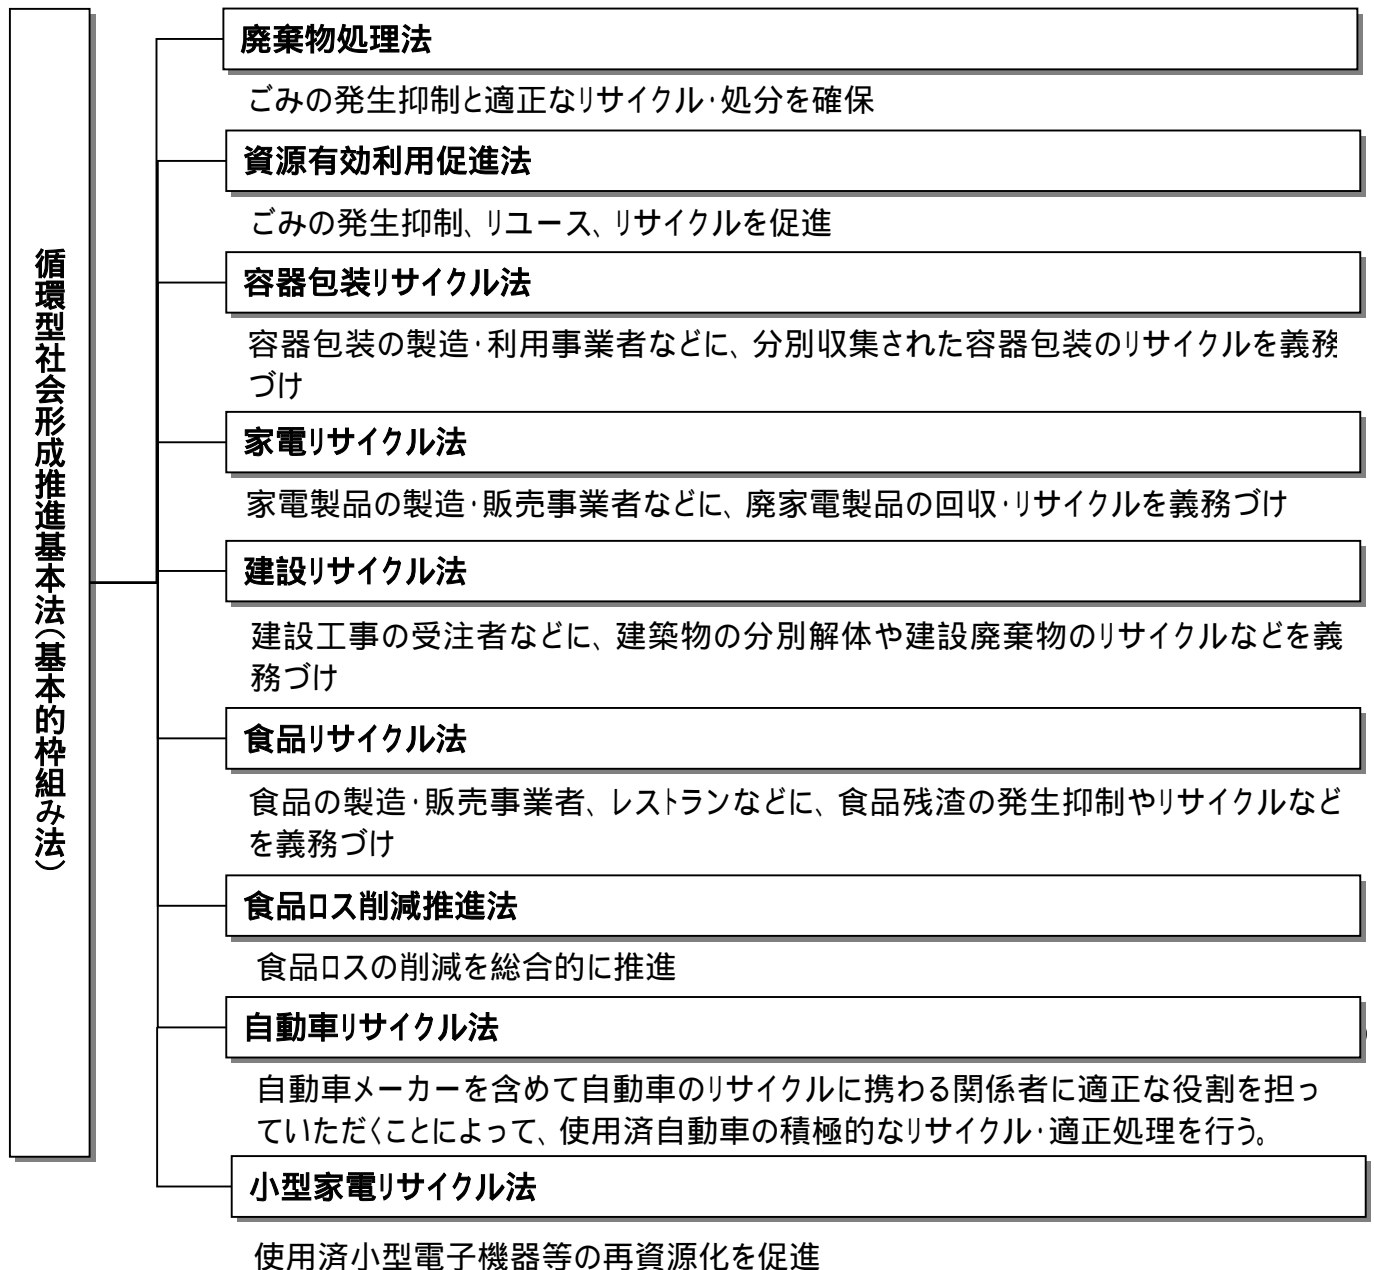 循環型社会形成推進基本法(基本的枠組み法)
廃棄物処理法
ごみの発生抑制と適正なリサイクル・処分を確保
資源有効利用促進法
ごみの発生抑制、リユース、リサイクルを促進
容器包装リサイクル法
容器包装の製造・利用事業者などに、分別収集された容器包装のリサイクルを義務
づけ
家電リサイクル法
家電製品の製造・販売事業者などに、廃家電製品の回収・リサイクルを義務づけ
建設リサイクル法
建設工事の受注者などに、建築物の分別解体や建設廃棄物のリサイクルなどを義
務づけ
食品リサイクル法
食品の製造・販売事業者、レストランなどに、食品残渣の発生抑制やリサイクルなど
を義務づけ
食品ロス削減推進法
食品ロスの削減を総合的に推進
自動車リサイクル法
自動車メーカーを含めて自動車のリサイクルに携わる関係者に適正な役割を担っ
ていただくことによって、使用済自動車の積極的なリサイクル・適正処理を行う。
小型家電リサイクル法
使用済小型電子機器等の再資源化を促進